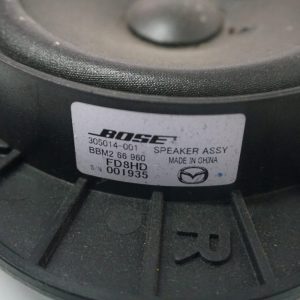 BOSE
305014-001 SPEAKER ASSY
BBM2 66 960 MADE IN CHINA
FD8HD
S/N 001935
R